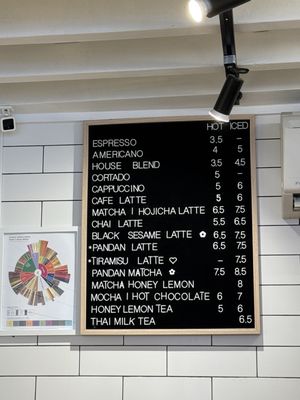 HOT ICED
ESPRESSO 3.5 –
AMERICANO 4 5
HOUSE BLEND 3.5 4.5
CORTADO 5 –
CAPPUCINO 5 6
CAFE LATTE 5 6
MATCHA | HOJICHA LATTE 6.5 7.5
CHAI LATTE 5.5 6.5
BLACK SESAME LATTE ✿ 6.5 7.5
•PANDAN LATTE 6.5 7.5
•TIRAMISU LATTE ♡ – 7.5
PANDAN MATCHA ✿ 7.5 8.5
MATCHA HONEY LEMON 8
MOCHA | HOT CHOCOLATE 6 7
HONEY LEMON TEA 5 6
THAI MILK TEA 6.5